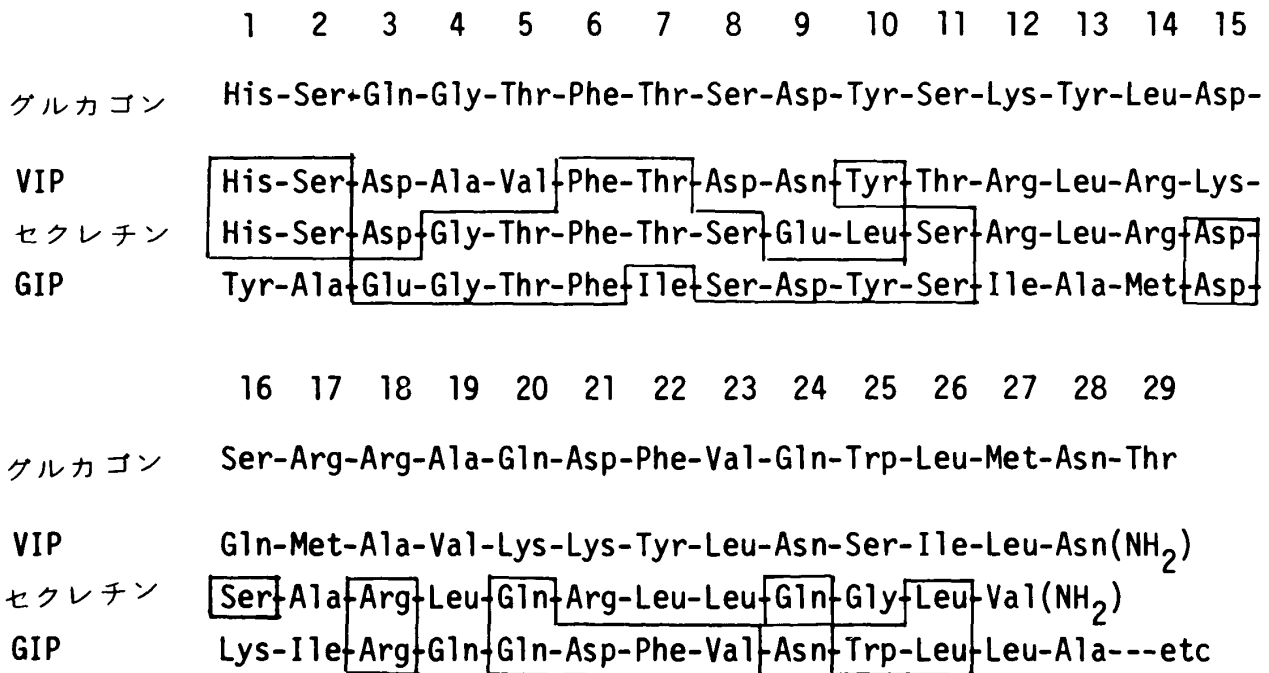 1 2 3 4 5 6 7 8 9 10 11 12 13 14 15
グルカゴン His-Ser-Gln-Gly-Thr-Phe-Thr-Ser-Asp-Tyr-Ser-Lys-Tyr-Leu-Asp-
VIP His-Ser-Asp-Ala-Val-Phe-Thr-Asp-Asn-Tyr-Thr-Arg-Leu-Arg-Lys-
セクレチン His-Ser-Asp-Gly-Thr-Phe-Thr-Ser-Glu-Leu-Ser-Arg-Leu-Arg-Asp-
GIP Tyr-Ala-Glu-Gly-Thr-Phe-Ile-Ser-Asp-Tyr-Ser-Ile-Ala-Met-Asp-
16 17 18 19 20 21 22 23 24 25 26 27 28 29
グルカゴン Ser-Arg-Arg-Ala-Gln-Asp-Phe-Val-Gln-Trp-Leu-Met-Asn-Thr
VIP Gln-Met-Ala-Val-Lys-Lys-Tyr-Leu-Asn-Ser-Ile-Leu-Asn(NH₂)
セクレチン Ser-Ala-Arg-Leu-Gln-Arg-Leu-Leu-Gln-Gly-Leu-Val(NH₂)
GIP Lys-Ile-Arg-Gln-Gln-Asp-Phe-Val-Asn-Trp-Leu-Leu-Ala---etc